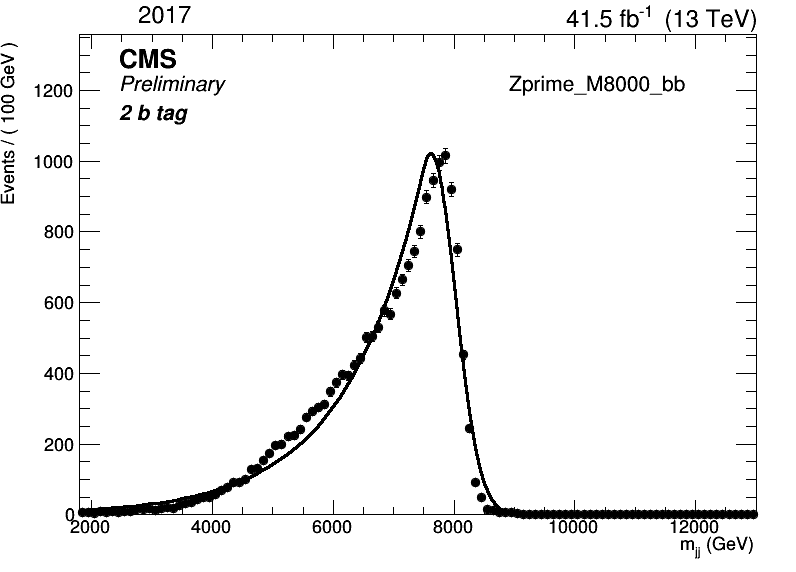 2017 41.5 fb⁻¹ (13 TeV)
CMS
Preliminary
2 b tag
Zprime_M8000_bb
Events / ( 100 GeV )
1200
1000
800
600
400
200
0
2000 4000 6000 8000 10000 12000
m_jj (GeV)